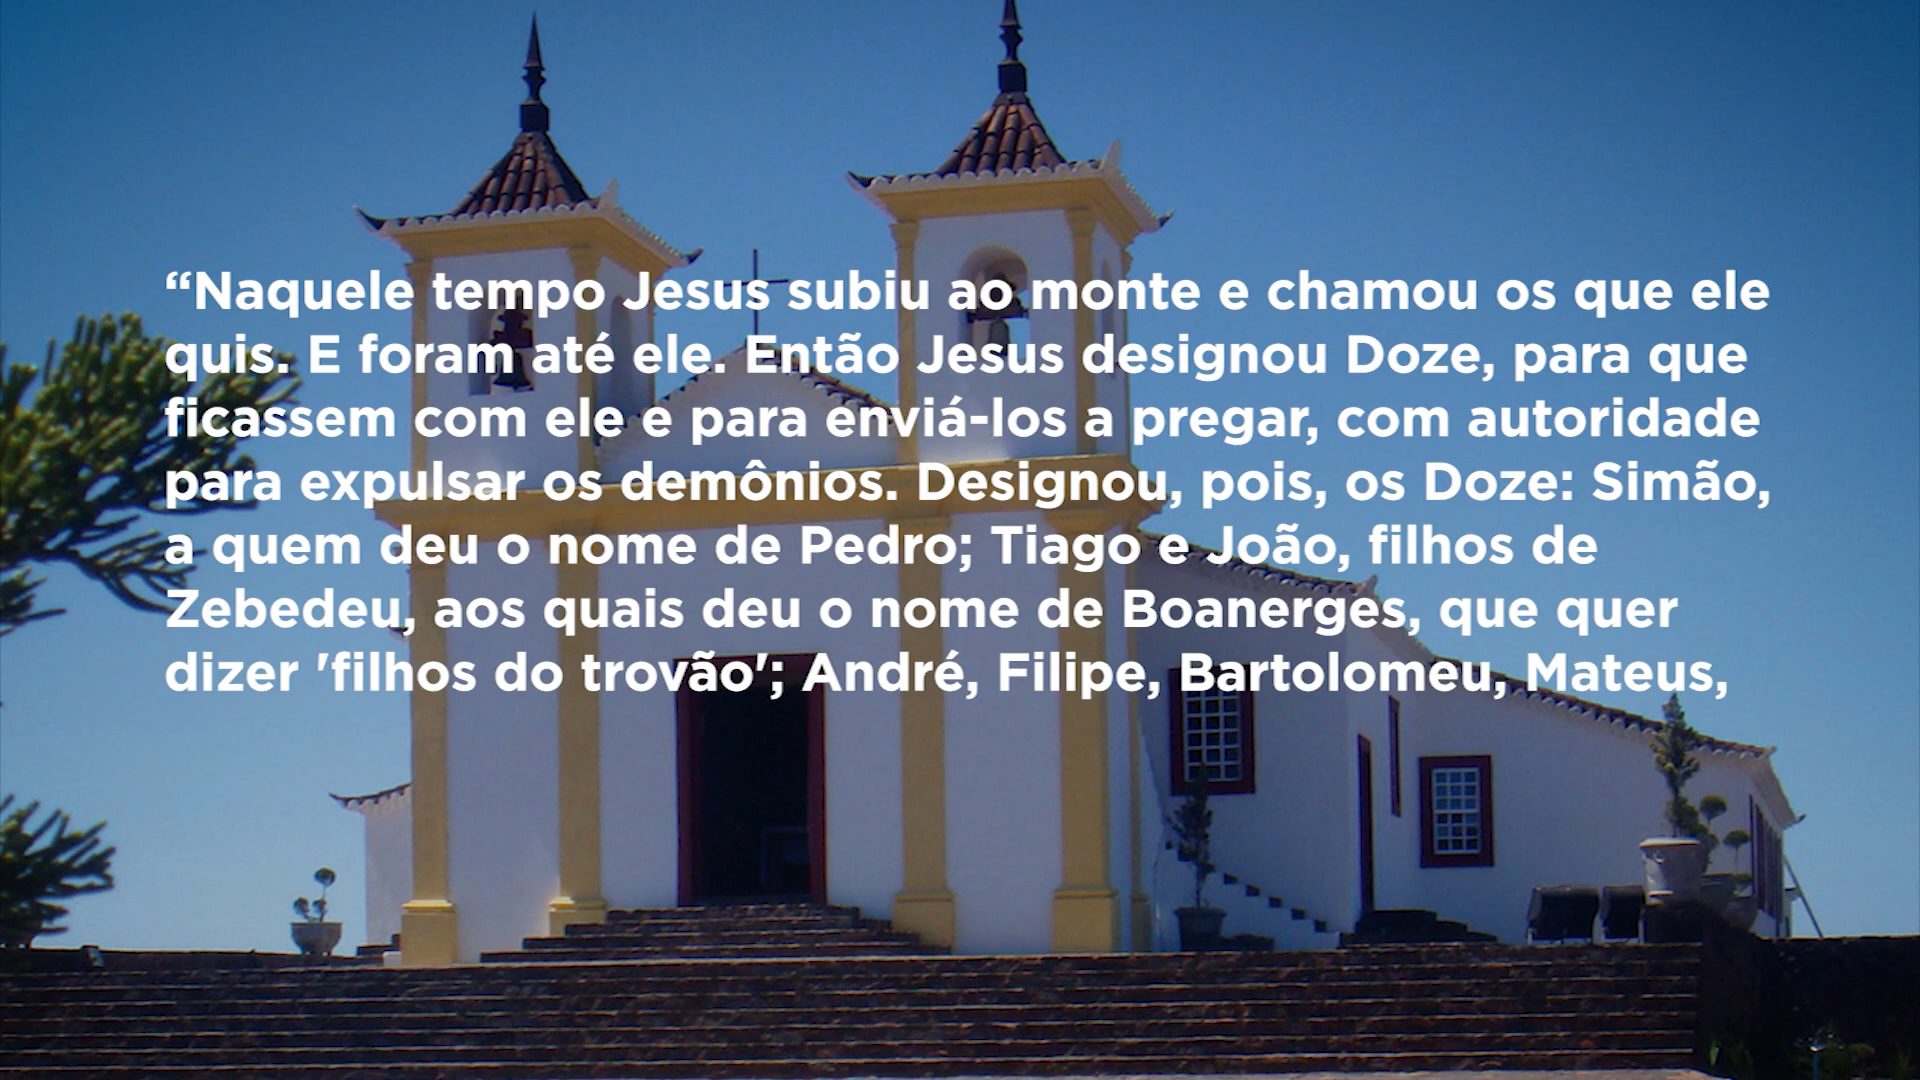 “Naquele tempo Jesus subiu ao monte e chamou os que ele
quis. E foram até ele. Então Jesus designou Doze, para que
ficassem com ele e para enviá-los a pregar, com autoridade
para expulsar os demônios. Designou, pois, os Doze: Simão,
a quem deu o nome de Pedro; Tiago e João, filhos de
Zebedeu, aos quais deu o nome de Boanerges, que quer
dizer 'filhos do trovão'; André, Filipe, Bartolomeu, Mateus,